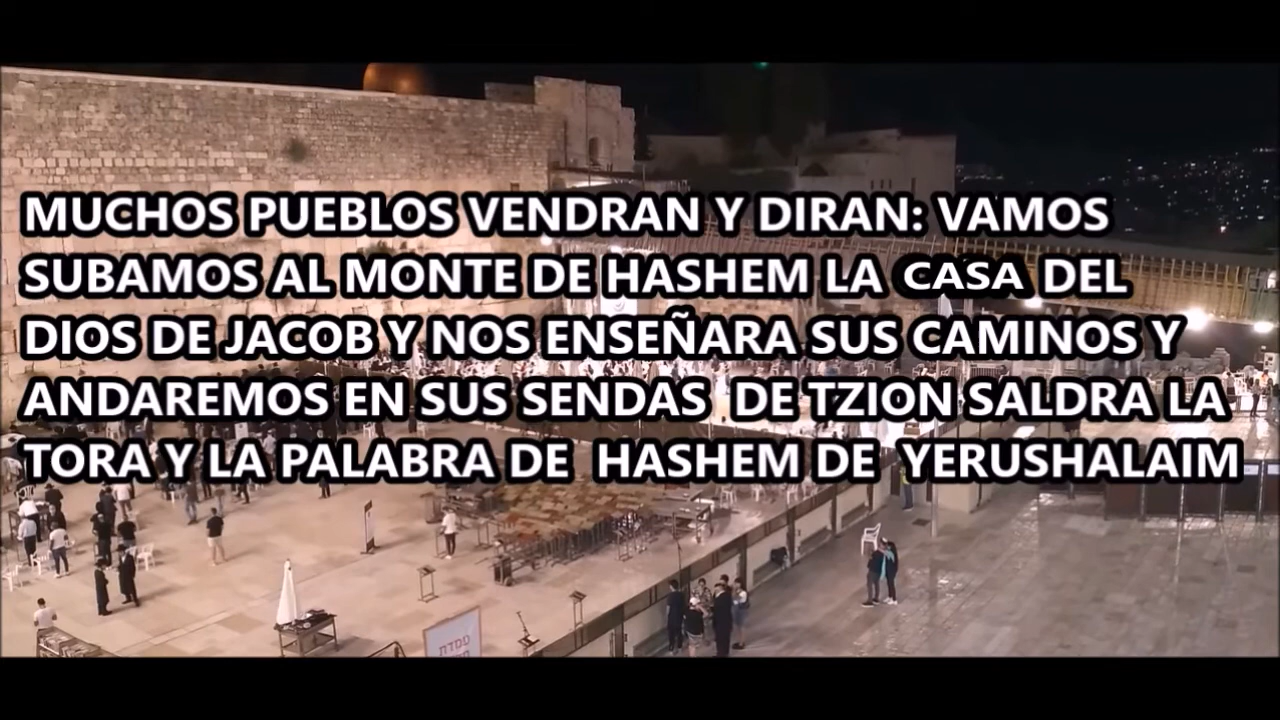 MUCHOS PUEBLOS VENDRAN Y DIRAN: VAMOS
SUBAMOS AL MONTE DE HASHEM LA CASA DEL
DIOS DE JACOB Y NOS ENSEÑARA SUS CAMINOS Y
ANDAREMOS EN SUS SENDAS DE TZION SALDRA LA
TORA Y LA PALABRA DE HASHEM DE YERUSHALAIM